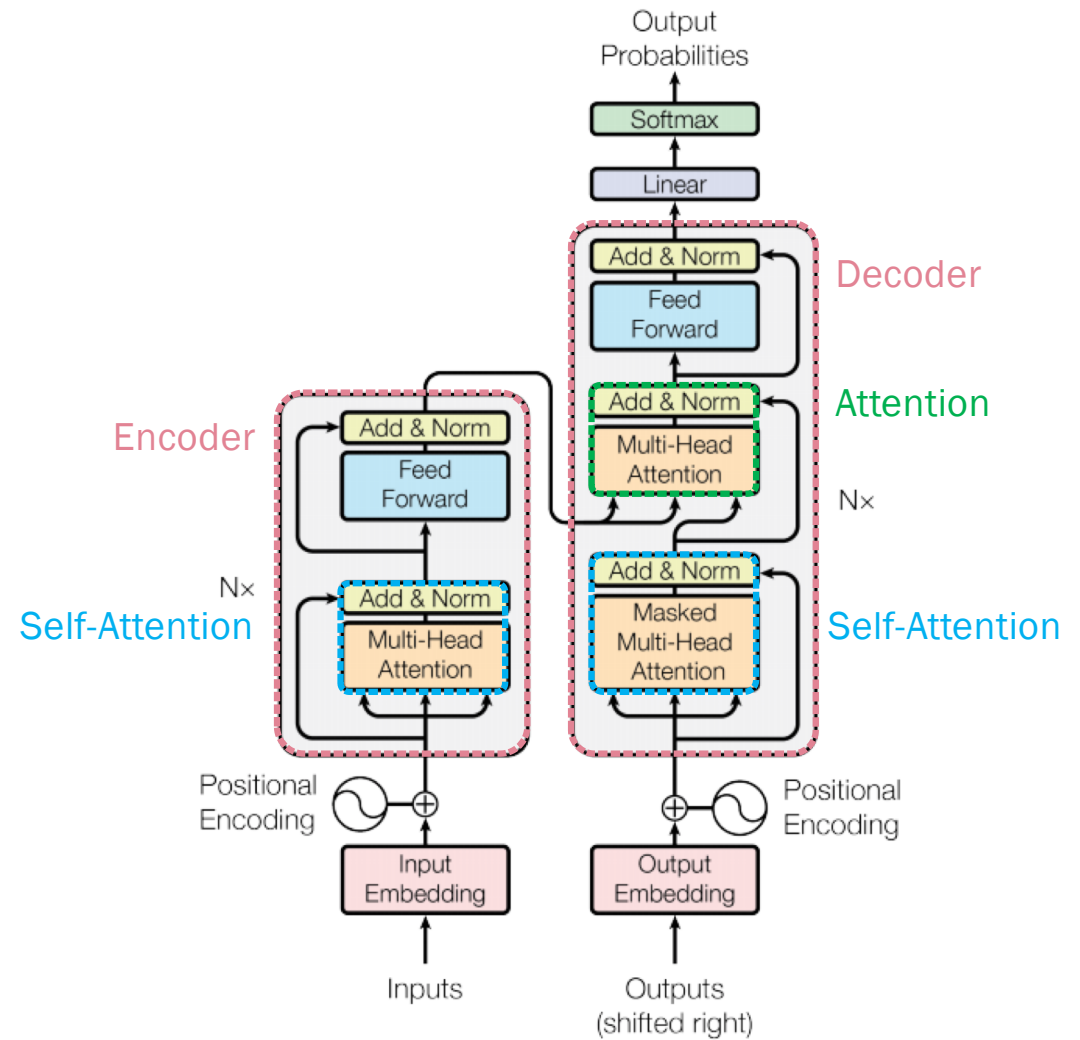 Output
Probabilities
Softmax
Linear
Add & Norm
Feed
Forward
Decoder
Add & Norm
Multi-Head
Attention
Attention
N×
Add & Norm
Masked
Multi-Head
Attention
Self-Attention
Encoder
Add & Norm
Feed
Forward
N×
Self-Attention
Add & Norm
Multi-Head
Attention
Positional
Encoding
Input
Embedding
Inputs
Positional
Encoding
Output
Embedding
Outputs
(shifted right)